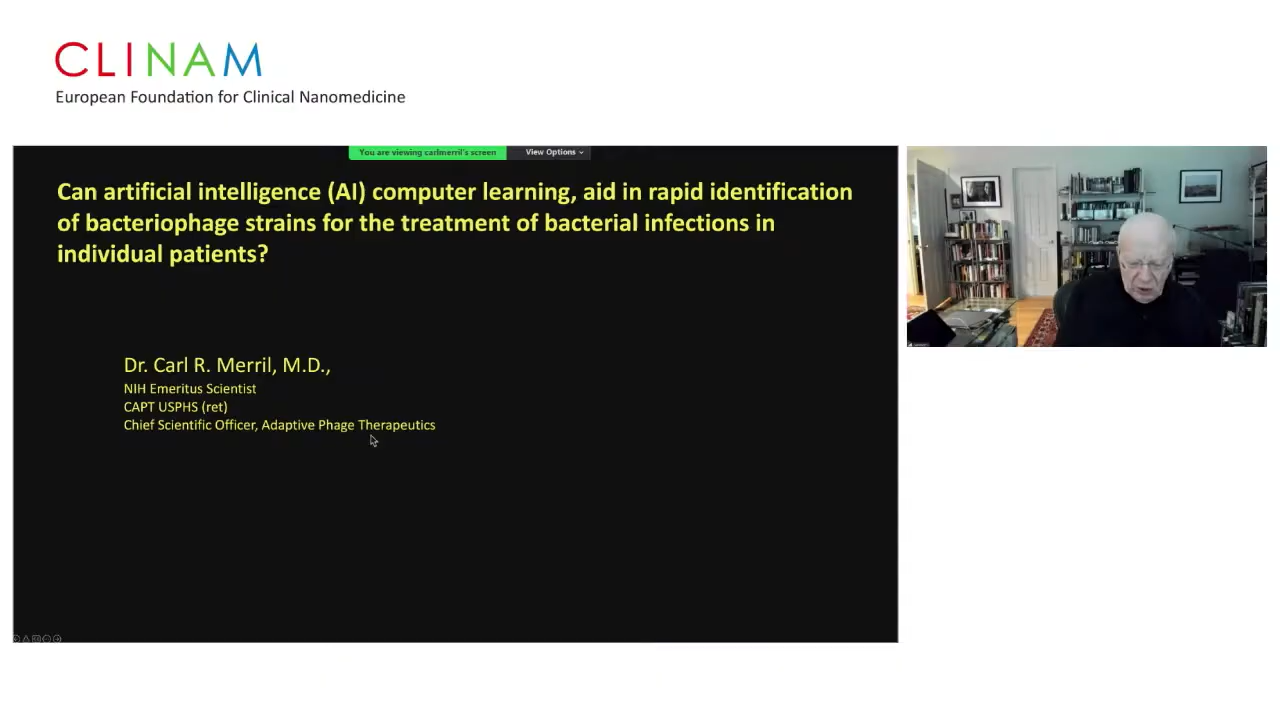 CLINAM
European Foundation for Clinical Nanomedicine
You are viewing carlmerril's screen
View Options
Can artificial intelligence (AI) computer learning, aid in rapid identification
of bacteriophage strains for the treatment of bacterial infections in
individual patients?
Dr. Carl R. Merril, M.D.,
NIH Emeritus Scientist
CAPT USPHS (ret)
Chief Scientific Officer, Adaptive Phage Therapeutics